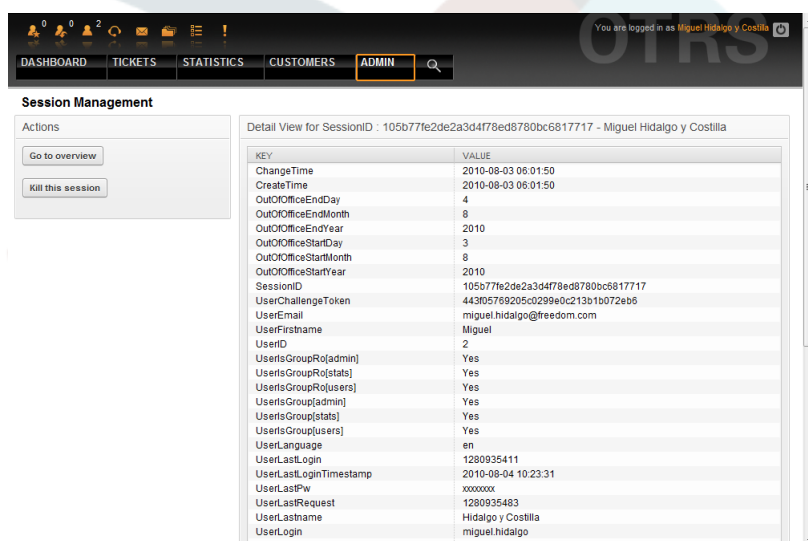 0 0 2
You are logged in as Miguel Hidalgo y Costilla
OTRS
DASHBOARD TICKETS STATISTICS CUSTOMERS ADMIN
Session Management
Actions
Go to overview
Kill this session
Detail View for SessionID : 105b77fe2de2a3d4f78ed8780bc6817717 - Miguel Hidalgo y Costilla
KEY VALUE
ChangeTime 2010-08-03 06:01:50
CreateTime 2010-08-03 06:01:50
OutOfOfficeEndDay 4
OutOfOfficeEndMonth 8
OutOfOfficeEndYear 2010
OutOfOfficeStartDay 3
OutOfOfficeStartMonth 8
OutOfOfficeStartYear 2010
SessionID 105b77fe2de2a3d4f78ed8780bc6817717
UserChallengeToken 443f05769205c0299e0c213b1b072eb6
UserEmail miguel.hidalgo@freedom.com
UserFirstname Miguel
UserID 2
UserIsGroupRo[admin] Yes
UserIsGroupRo[stats] Yes
UserIsGroupRo[users] Yes
UserIsGroup[admin] Yes
UserIsGroup[stats] Yes
UserIsGroup[users] Yes
UserLanguage en
UserLastLogin 1280935411
UserLastLoginTimestamp 2010-08-04 10:23:31
UserLastPw xxxxxxxx
UserLastRequest 1280935483
UserLastname Hidalgo y Costilla
UserLogin miguel.hidalgo